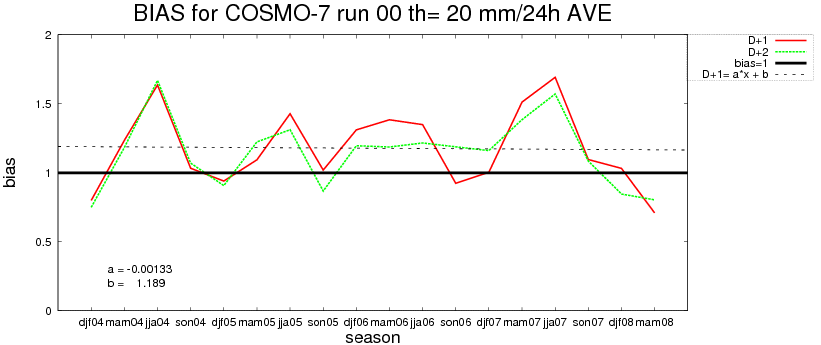 BIAS for COSMO-7 run 00 th= 20 mm/24h AVE
D+1
D+2
bias=1
D+1= a*x + b
2
1.5
1
0.5
0
bias
a = -0.00133
b = 1.189
djf04 mam04 jja04 son04 djf05 mam05 jja05 son05 djf06 mam06 jja06 son06 djf07 mam07 jja07 son07 djf08 mam08
season